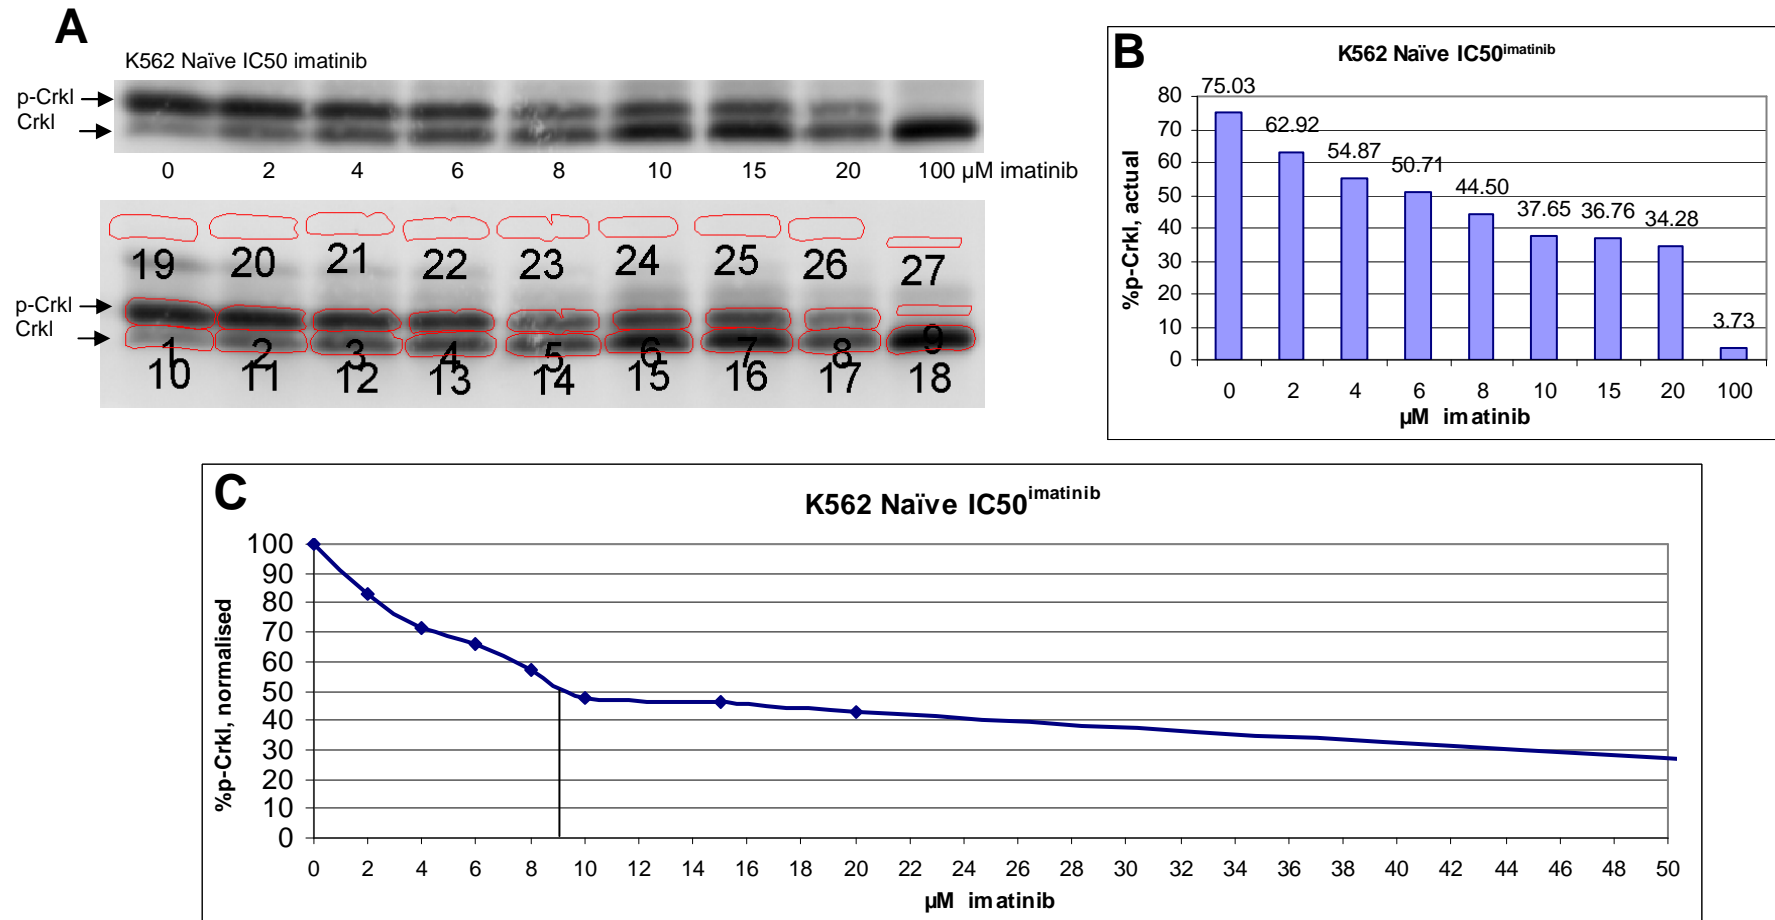 A
K562 Naïve IC50 imatinib
p-Crkl
Crkl
0 2 4 6 8 10 15 20 100 µM imatinib
19 20 21 22 23 24 25 26 27
p-Crkl
Crkl
1 2 3 4 5 6 7 8 9
10 11 12 13 14 15 16 17 18
B
K562 Naïve IC50imatinib
%p-Crkl, actual
80
70
60
50
40
30
20
10
0
75.03
62.92
54.87
50.71
44.50
37.65
36.76
34.28
3.73
0 2 4 6 8 10 15 20 100
µM imatinib
C
K562 Naïve IC50imatinib
%p-Crkl, normalised
100
90
80
70
60
50
40
30
20
10
0
0 2 4 6 8 10 12 14 16 18 20 22 24 26 28 30 32 34 36 38 40 42 44 46 48 50
µM imatinib